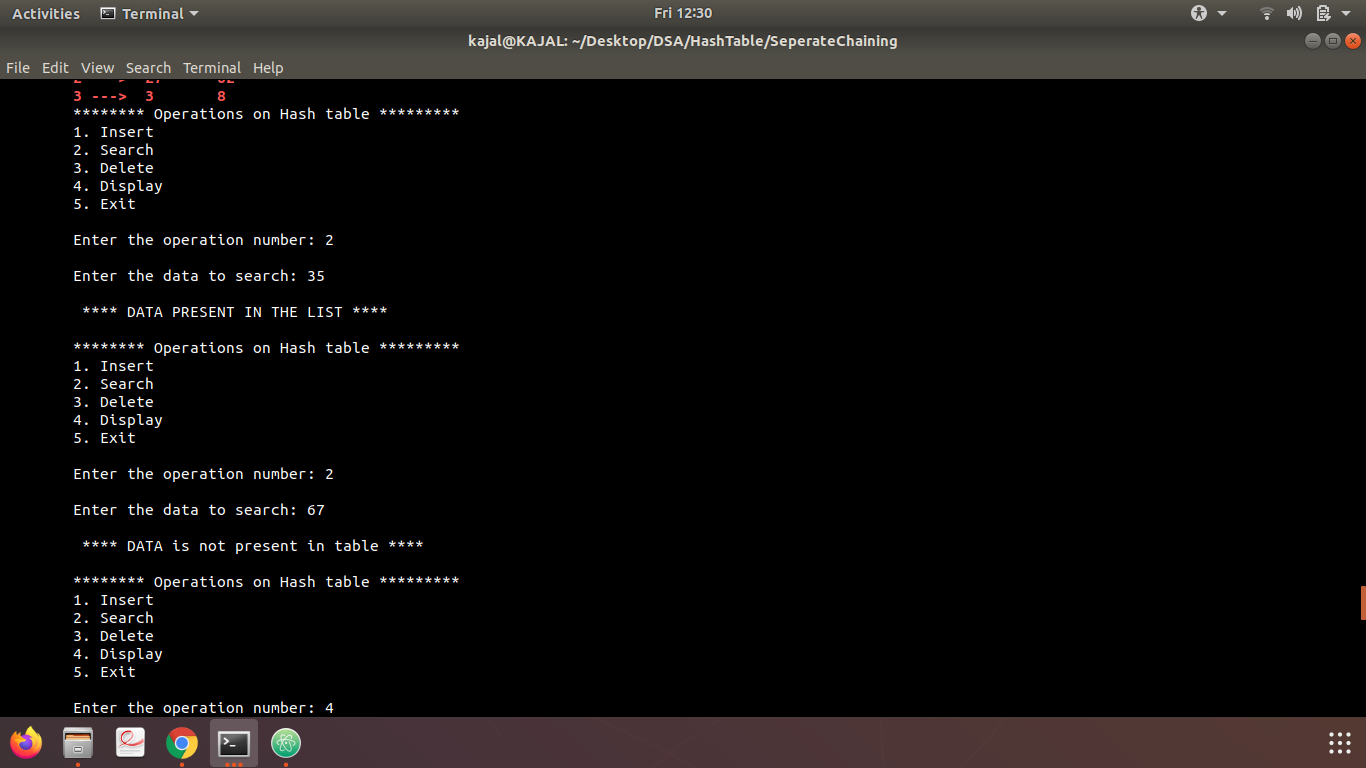 Activities Terminal Fri 12:30
kajal@KAJAL: ~/Desktop/DSA/HashTable/SeperateChaining
File Edit View Search Terminal Help
3 ---> 3 8
******** Operations on Hash table *********
1. Insert
2. Search
3. Delete
4. Display
5. Exit
Enter the operation number: 2
Enter the data to search: 35
**** DATA PRESENT IN THE LIST ****
******** Operations on Hash table *********
1. Insert
2. Search
3. Delete
4. Display
5. Exit
Enter the operation number: 2
Enter the data to search: 67
**** DATA is not present in table ****
******** Operations on Hash table *********
1. Insert
2. Search
3. Delete
4. Display
5. Exit
Enter the operation number: 4